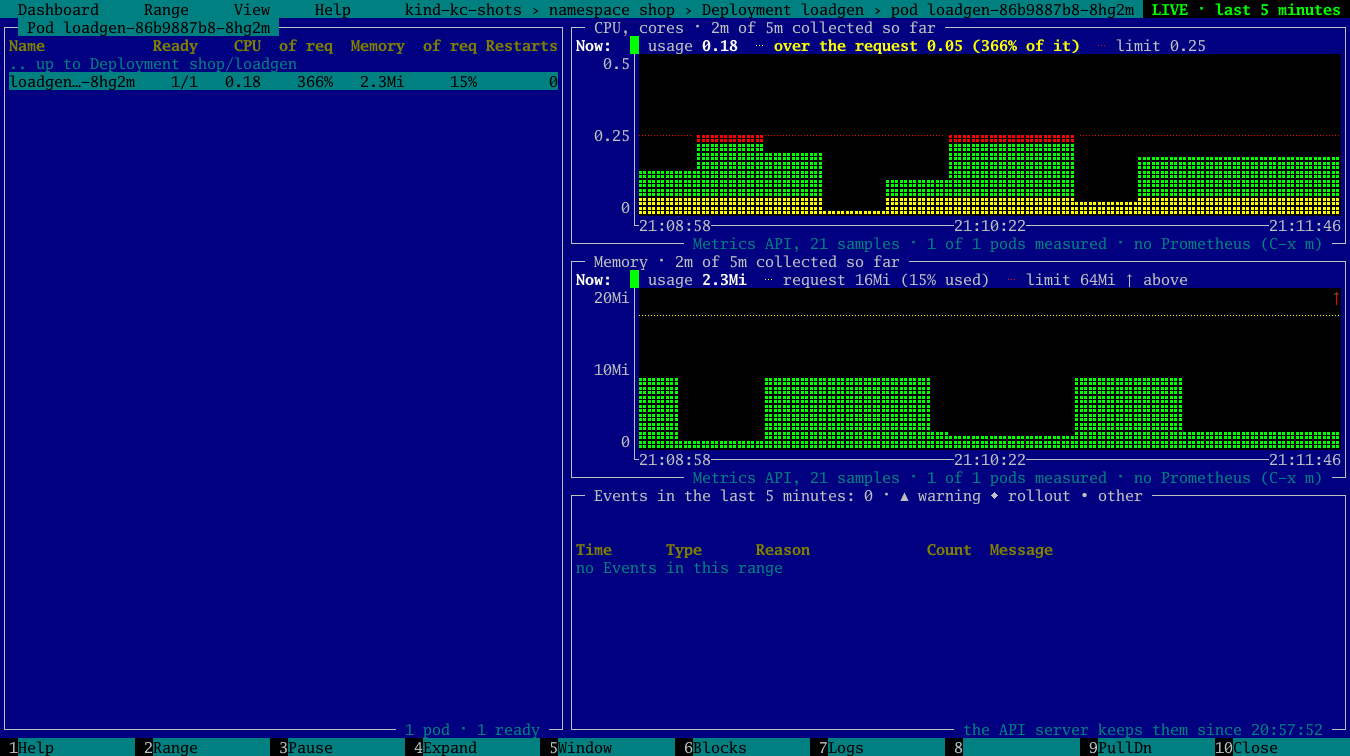 Dashboard Range View Help kind-kc-shots › namespace shop › Deployment loadgen › pod loadgen-86b9887b8-8hg2m LIVE · last 5 minutes
Pod loadgen-86b9887b8-8hg2m
Name Ready CPU of req Memory of req Restarts
.. up to Deployment shop/loadgen
loadgen…-8hg2m 1/1 0.18 366% 2.3Mi 15% 0
1 pod · 1 ready
CPU, cores · 2m of 5m collected so far
Now: usage 0.18 ┄ over the request 0.05 (366% of it) ┄ limit 0.25
0.5
0.25
0
21:08:58 21:10:22 21:11:46
Metrics API, 21 samples · 1 of 1 pods measured · no Prometheus (C-x m)
Memory · 2m of 5m collected so far
Now: usage 2.3Mi ┄ request 16Mi (15% used) ┄ limit 64Mi ↑ above
20Mi ↑
10Mi
0
21:08:58 21:10:22 21:11:46
Metrics API, 21 samples · 1 of 1 pods measured · no Prometheus (C-x m)
Events in the last 5 minutes: 0 · ▲ warning ◆ rollout • other
Time Type Reason Count Message
no Events in this range
the API server keeps them since 20:57:52
1Help 2Range 3Pause 4Expand 5Window 6Blocks 7Logs 8 9PullDn 10Close